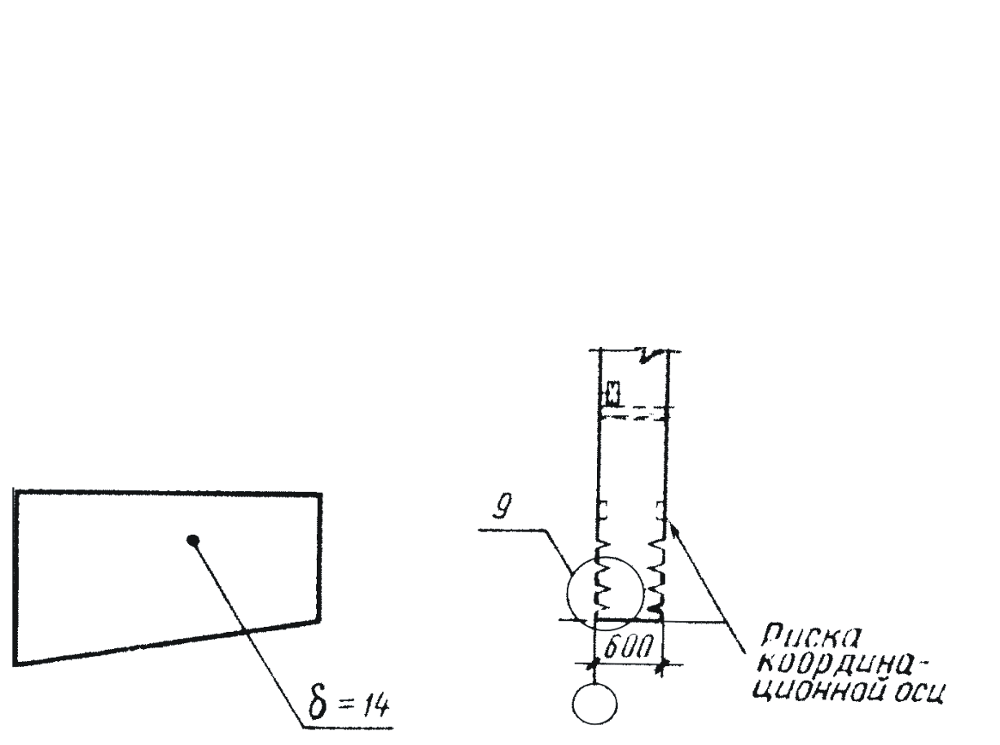 9
600
Риска
координа-
ционной оси
δ = 14